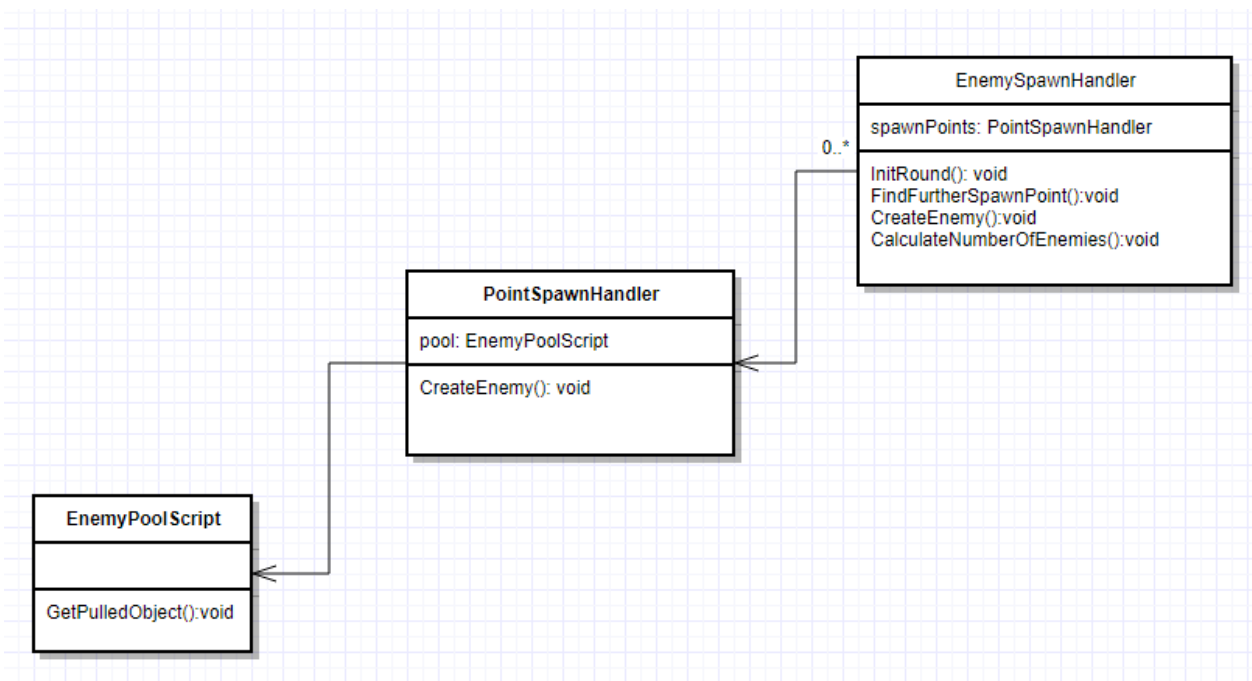 EnemySpawnHandler
spawnPoints: PointSpawnHandler
0..*
InitRound(): void
FindFurtherSpawnPoint():void
CreateEnemy():void
CalculateNumberOfEnemies():void
PointSpawnHandler
pool: EnemyPoolScript
CreateEnemy(): void
EnemyPoolScript
GetPulledObject():void